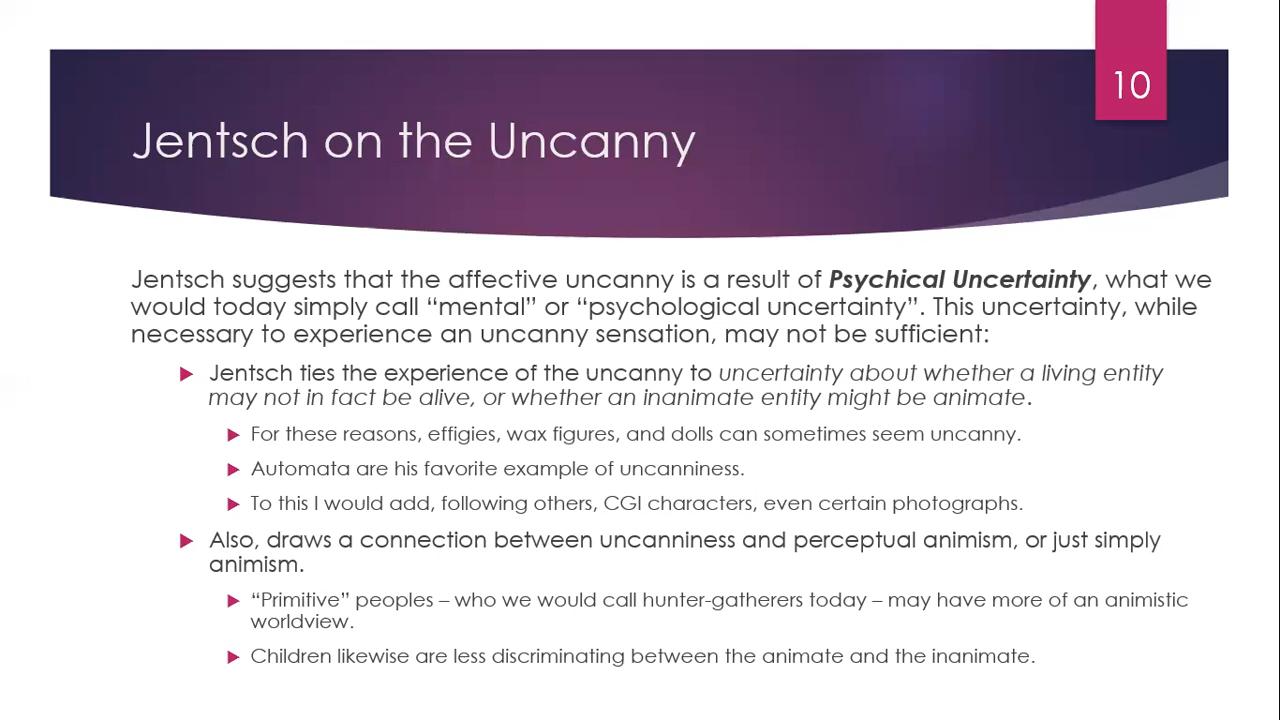 10
Jentsch on the Uncanny
Jentsch suggests that the affective uncanny is a result of Psychical Uncertainty, what we
would today simply call “mental” or “psychological uncertainty”. This uncertainty, while
necessary to experience an uncanny sensation, may not be sufficient:
Jentsch ties the experience of the uncanny to uncertainty about whether a living entity
may not in fact be alive, or whether an inanimate entity might be animate.
For these reasons, effigies, wax figures, and dolls can sometimes seem uncanny.
Automata are his favorite example of uncanniness.
To this I would add, following others, CGI characters, even certain photographs.
Also, draws a connection between uncanniness and perceptual animism, or just simply
animism.
“Primitive” peoples – who we would call hunter-gatherers today – may have more of an animistic
worldview.
Children likewise are less discriminating between the animate and the inanimate.